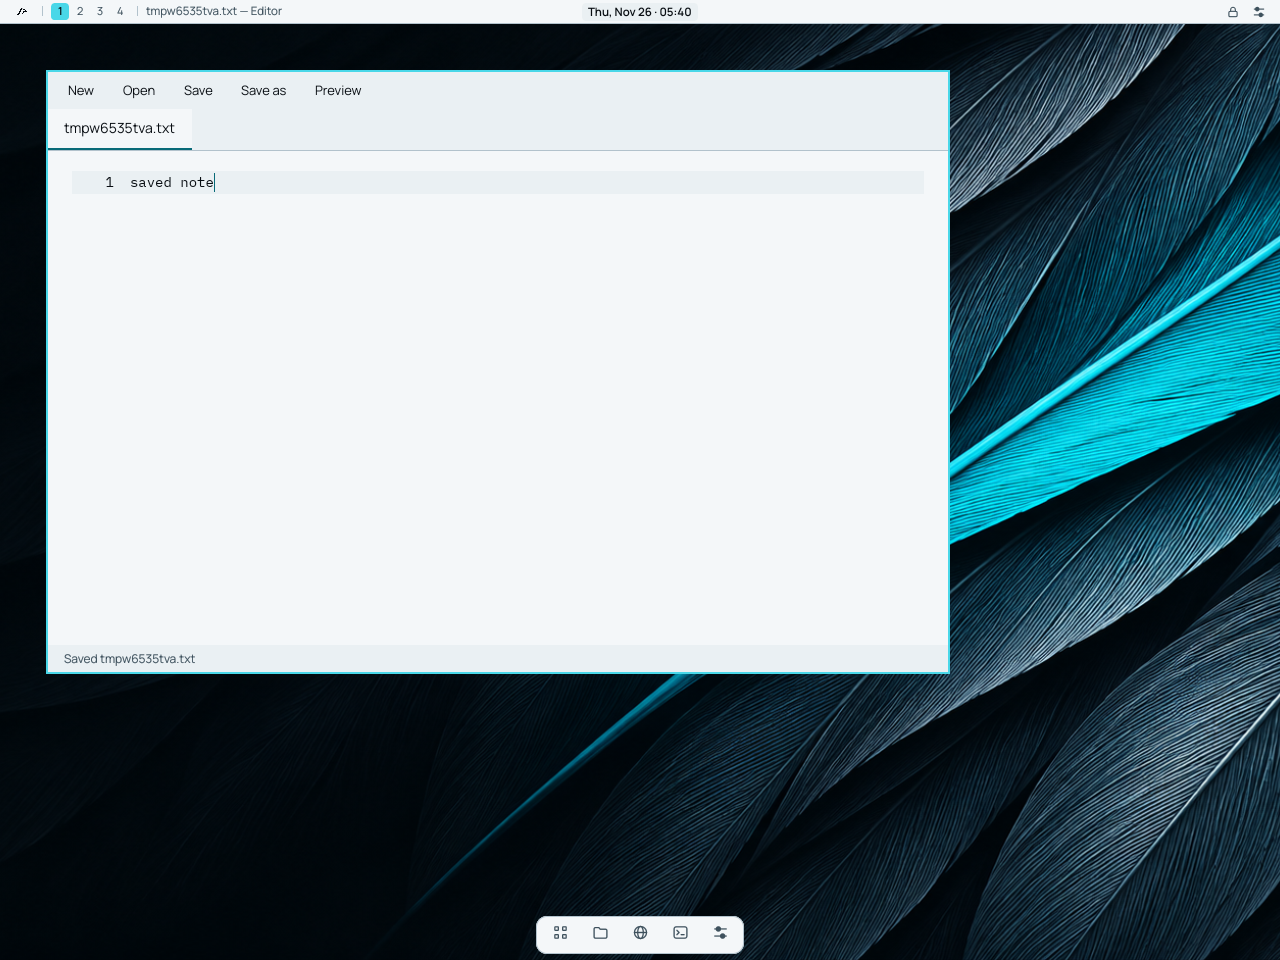 1 2 3 4 tmpw6535tva.txt — Editor Thu, Nov 26 · 05:40
New Open Save Save as Preview
tmpw6535tva.txt
1 saved note
Saved tmpw6535tva.txt